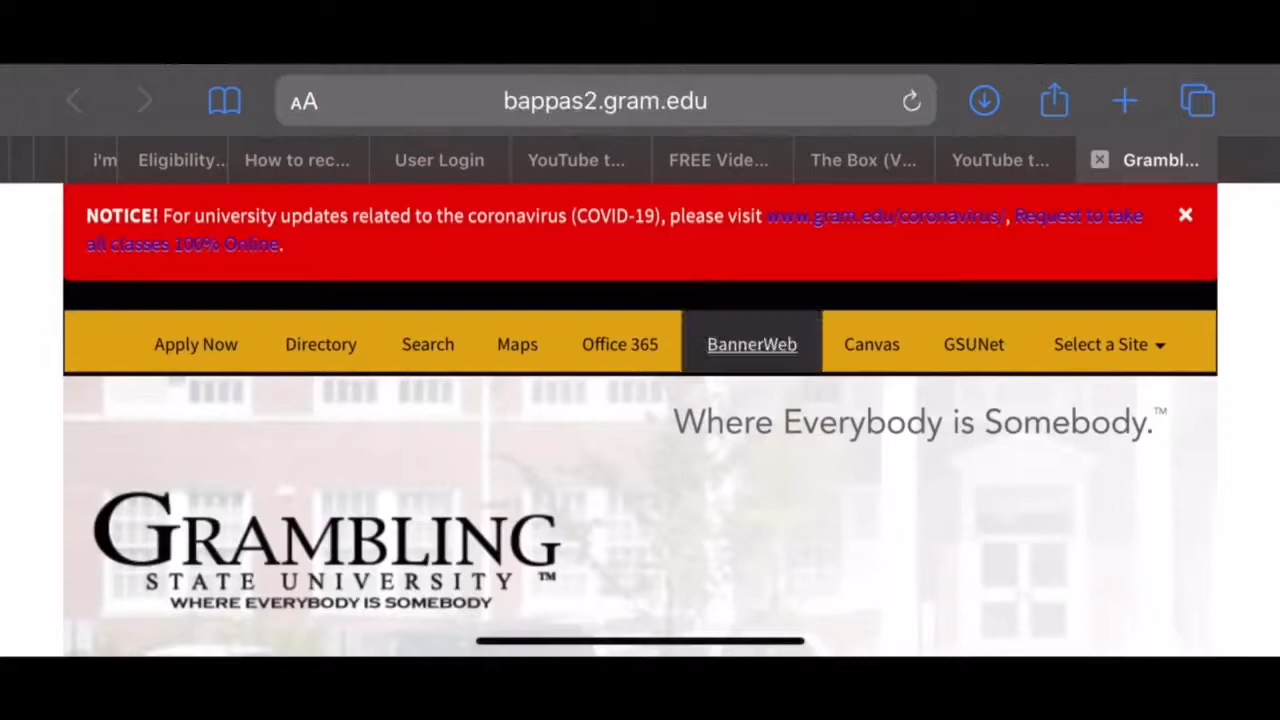 AA bappas2.gram.edu
i'm Eligibility... How to rec... User Login YouTube t... FREE Vide... The Box (V... YouTube t... Grambl...
NOTICE! For university updates related to the coronavirus (COVID-19), please visit www.gram.edu/coronavirus/, Request to take
all classes 100% Online.
Apply Now Directory Search Maps Office 365 BannerWeb Canvas GSUNet Select a Site
Where Everybody is Somebody.™
GRAMBLING
STATE UNIVERSITY ™
WHERE EVERYBODY IS SOMEBODY